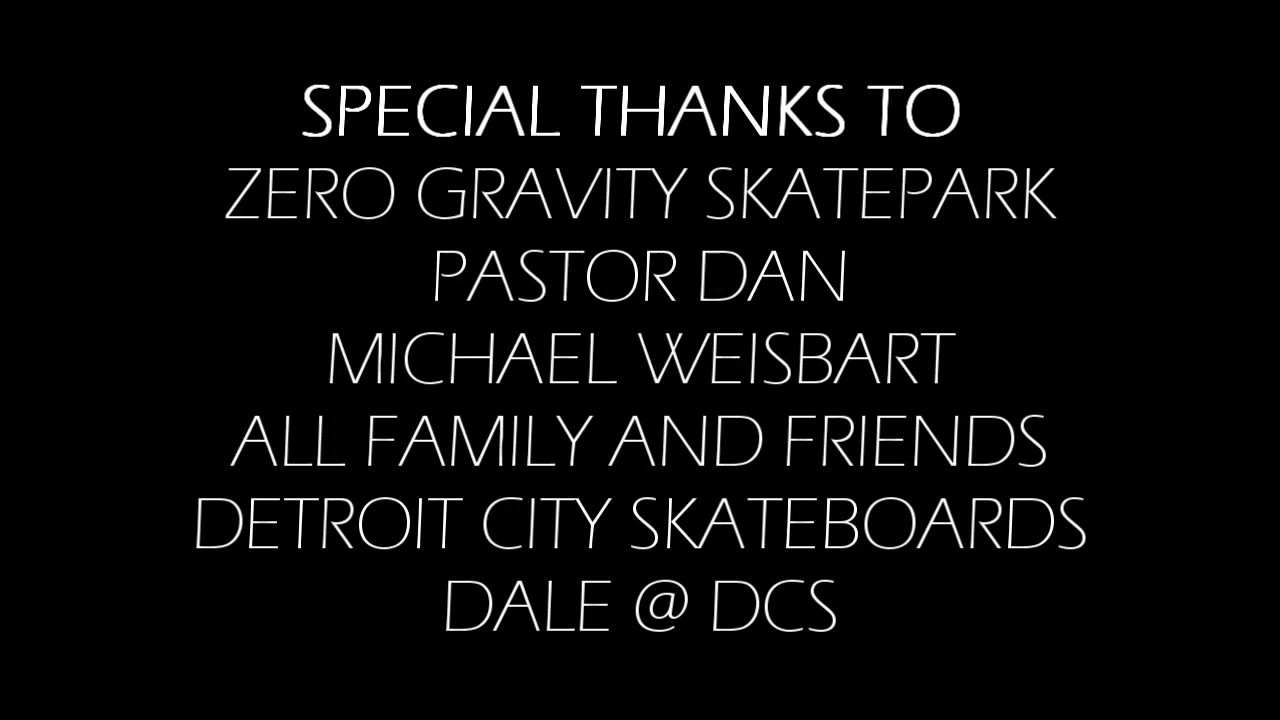 SPECIAL THANKS TO
ZERO GRAVITY SKATEPARK
PASTOR DAN
MICHAEL WEISBART
ALL FAMILY AND FRIENDS
DETROIT CITY SKATEBOARDS
DALE @ DCS